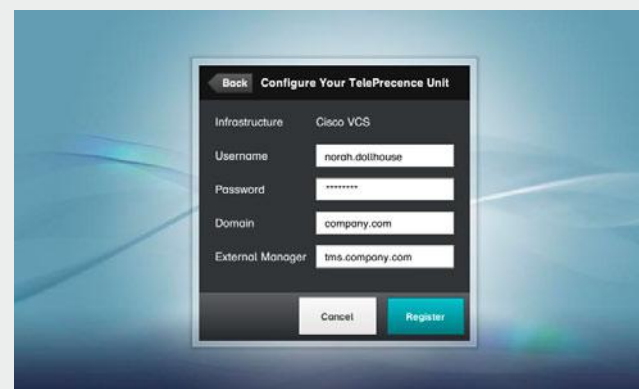 Back Configure Your TelePrecence Unit
Infrastructure Cisco VCS
Username norah.dollhouse
Password ********
Domain company.com
External Manager tms.company.com
Cancel Register